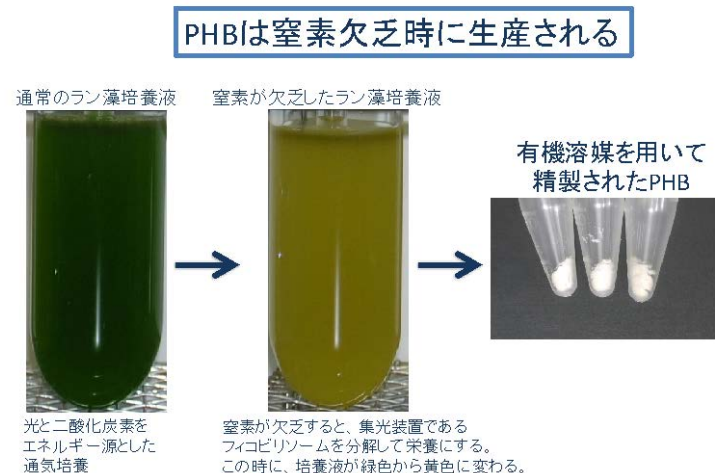 PHBは窒素欠乏時に生産される
通常のラン藻培養液
窒素が欠乏したラン藻培養液
有機溶媒を用いて
精製されたPHB
光と二酸化炭素を
エネルギー源とした
通気培養
窒素が欠乏すると、集光装置である
フィコビリソームを分解して栄養にする。
この時に、培養液が緑色から黄色に変わる。